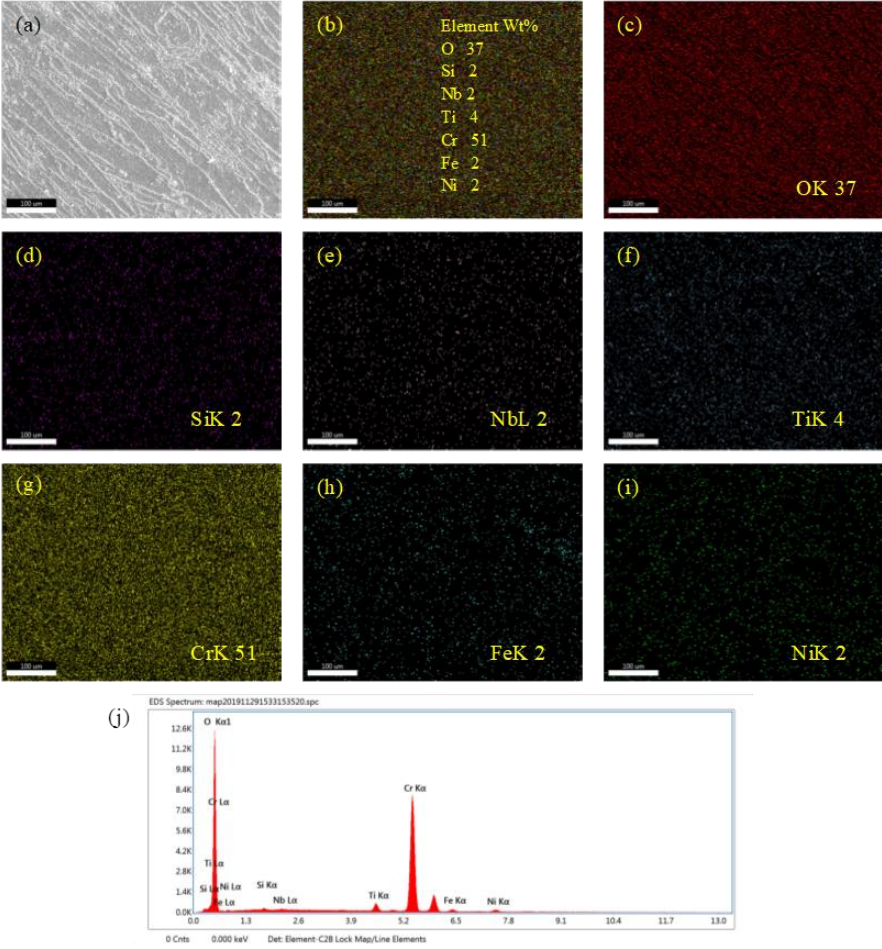 (a)
100 um
(b)
Element Wt%
O 37
Si 2
Nb 2
Ti 4
Cr 51
Fe 2
Ni 2
100 um
(c)
OK 37
100 um
(d)
SiK 2
100 um
(e)
NbL 2
100 um
(f)
TiK 4
100 um
(g)
CrK 51
100 um
(h)
FeK 2
100 um
(i)
NiK 2
100 um
(j)
EDS Spectrum: map201911291533153520.spc
O Kα1
12.6K
11.2K
9.8K
8.4K
Cr Kα
7.0K
Cr Lα
5.6K
4.2K
Ti Lα
2.8K
Si Lα
Ni Lα
Si Kα
1.4K
Fe Lα
Nb Lα
Ti Kα
Fe Kα
Ni Kα
0.0K
0.0 1.3 2.6 3.9 5.2 6.5 7.8 9.1 10.4 11.7 13.0
0 Cnts 0.000 keV Det: Element-C2B Lock Map/Line Elements